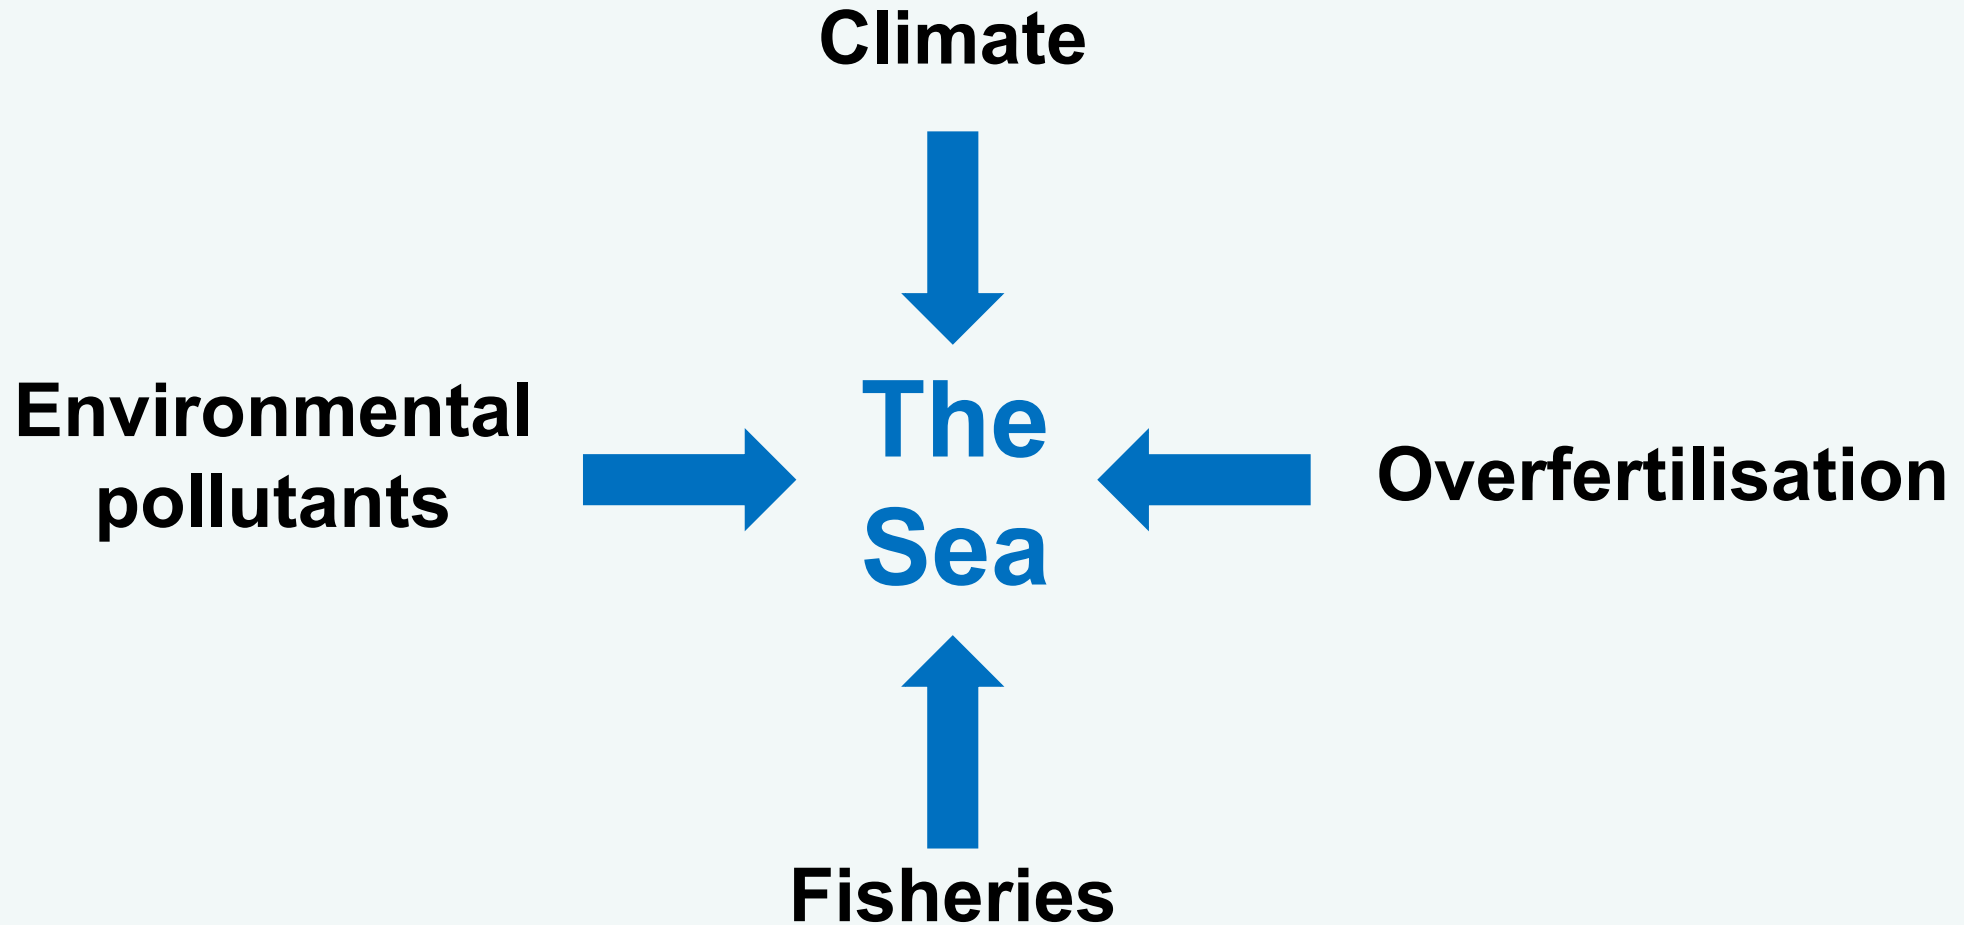 Climate
Environmental
pollutants
The
Sea
Overfertilisation
Fisheries